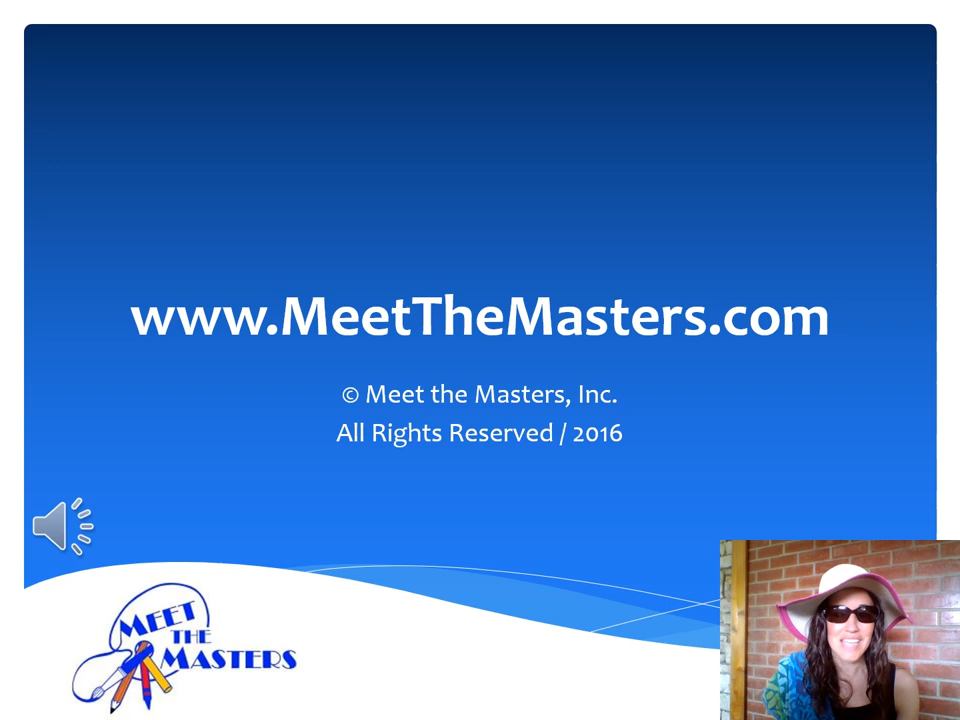 www.MeetTheMasters.com
© Meet the Masters, Inc.
All Rights Reserved / 2016
MEET
THE
MASTERS